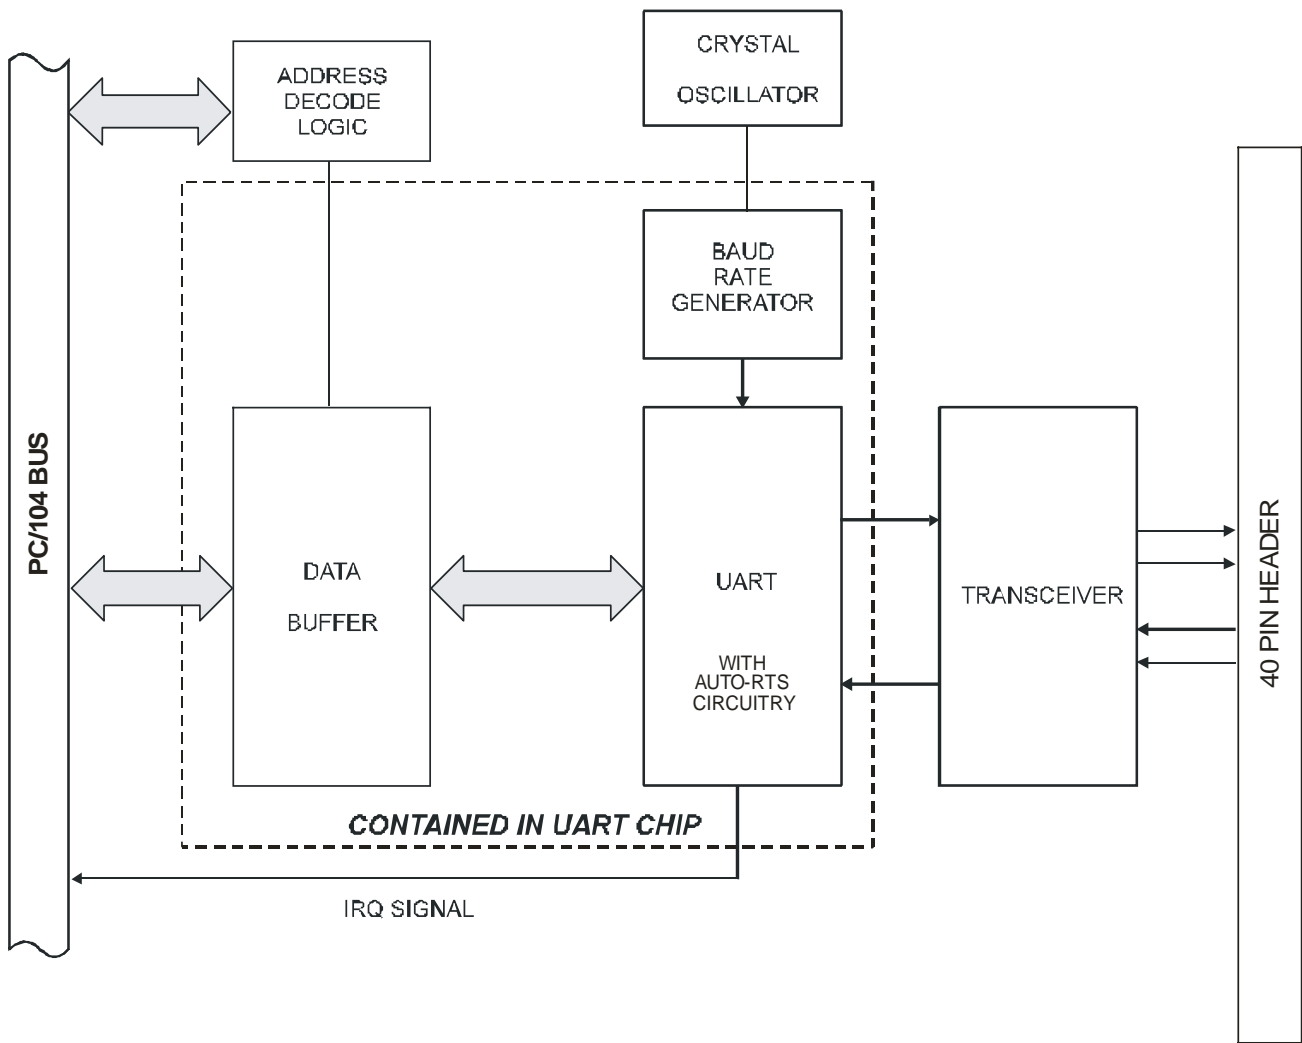 CRYSTAL
OSCILLATOR
ADDRESS
DECODE
LOGIC
BAUD
RATE
GENERATOR
PC/104 BUS
DATA
BUFFER
UART
WITH
AUTO-RTS
CIRCUITRY
TRANSCEIVER
40 PIN HEADER
CONTAINED IN UART CHIP
IRQ SIGNAL